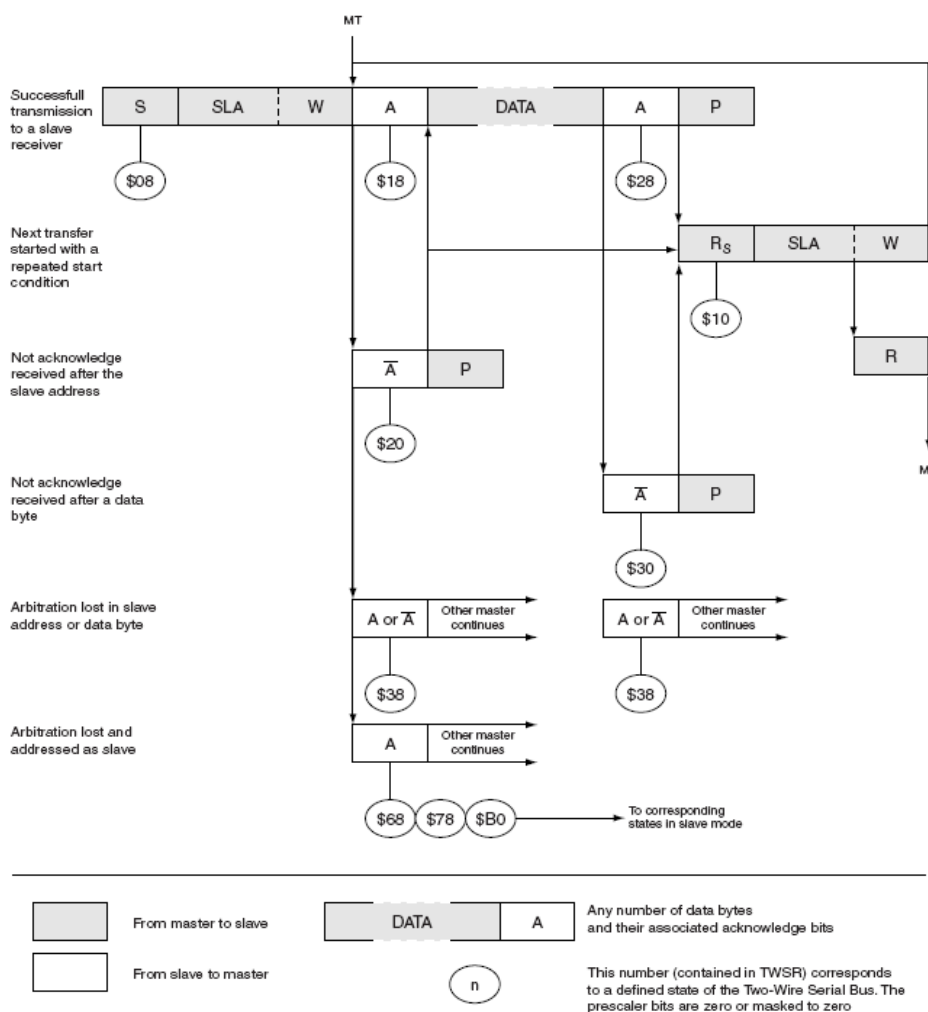 MT
Successfull
transmission
to a slave
receiver
S SLA W A DATA A P
$08 $18 $28
Next transfer
started with a
repeated start
condition
RS SLA W
$10
Not acknowledge
received after the
slave address
A̅ P
R
$20
M
Not acknowledge
received after a data
byte
A̅ P
$30
Arbitration lost in slave
address or data byte
A or A̅ Other master
continues
A or A̅ Other master
continues
$38 $38
Arbitration lost and
addressed as slave
A Other master
continues
$68 $78 $B0
To corresponding
states in slave mode
From master to slave
DATA A
Any number of data bytes
and their associated acknowledge bits
From slave to master
n
This number (contained in TWSR) corresponds
to a defined state of the Two-Wire Serial Bus. The
prescaler bits are zero or masked to zero